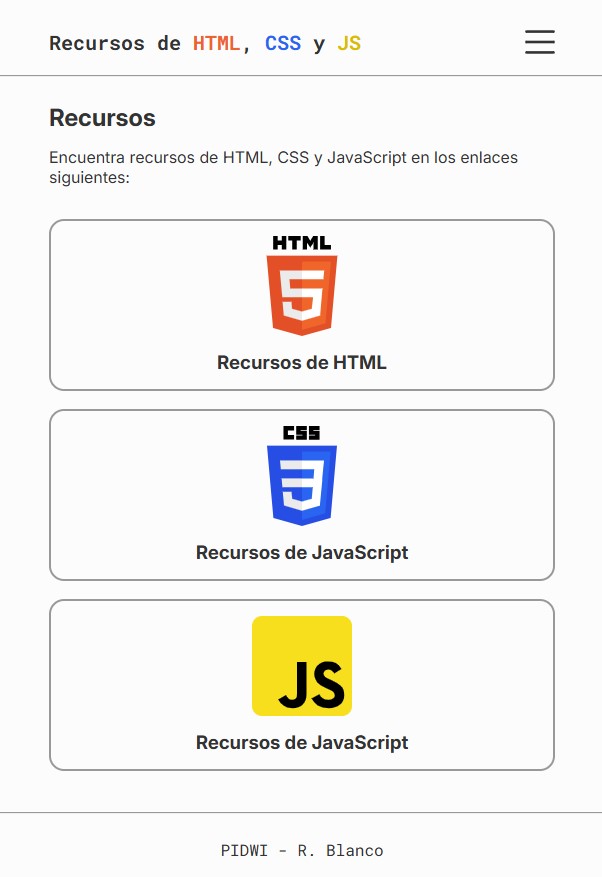 Recursos de HTML, CSS y JS
Recursos
Encuentra recursos de HTML, CSS y JavaScript en los enlaces
siguientes:
HTML
5
Recursos de HTML
CSS
3
Recursos de JavaScript
JS
Recursos de JavaScript
PIDWI - R. Blanco